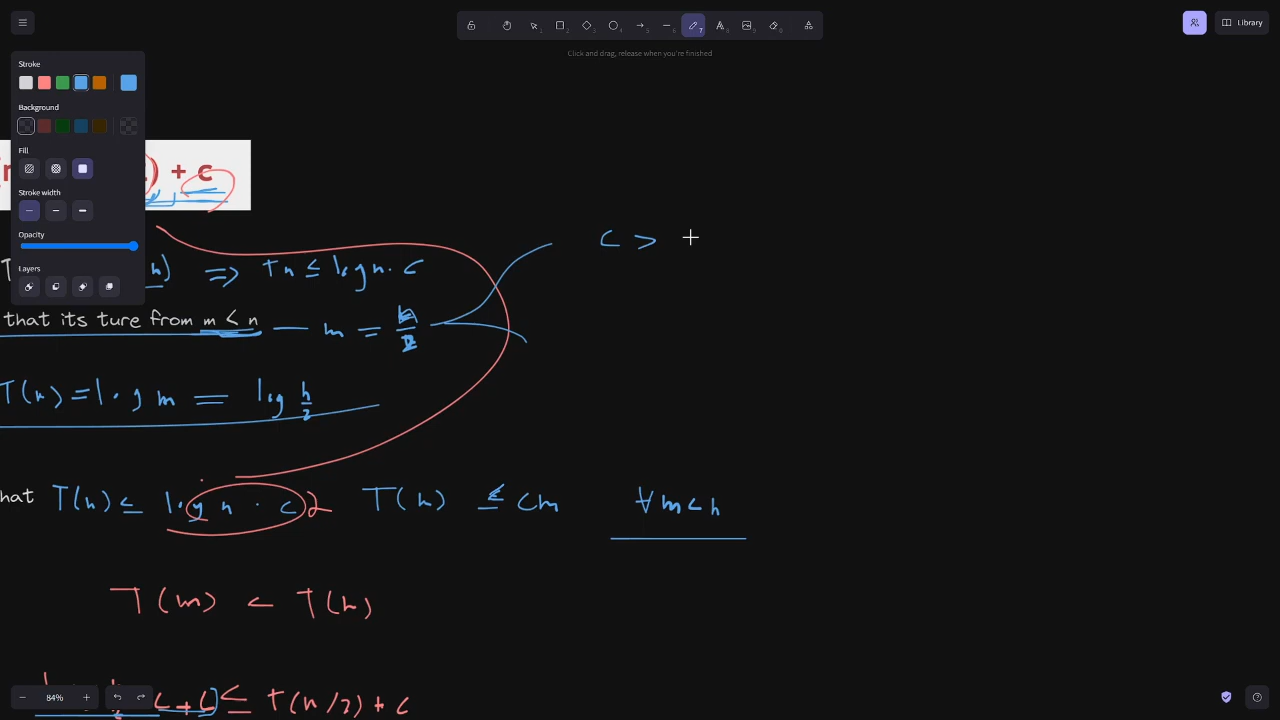 Library
Click and drag, release when you're finished
Stroke
Background
Fill
Stroke width
Opacity
Layers
) + c
c >
T h) ⇒ Tn ≤ log n · c
that its ture from m < n — m = n/2
T(n) = log m = log n/2
hat T(n) ≤ log n · c 2 T(n) ≤ cm ∀ m < n
T(m) < T(n)
c + c) ≤ T(n/2) + c
84%